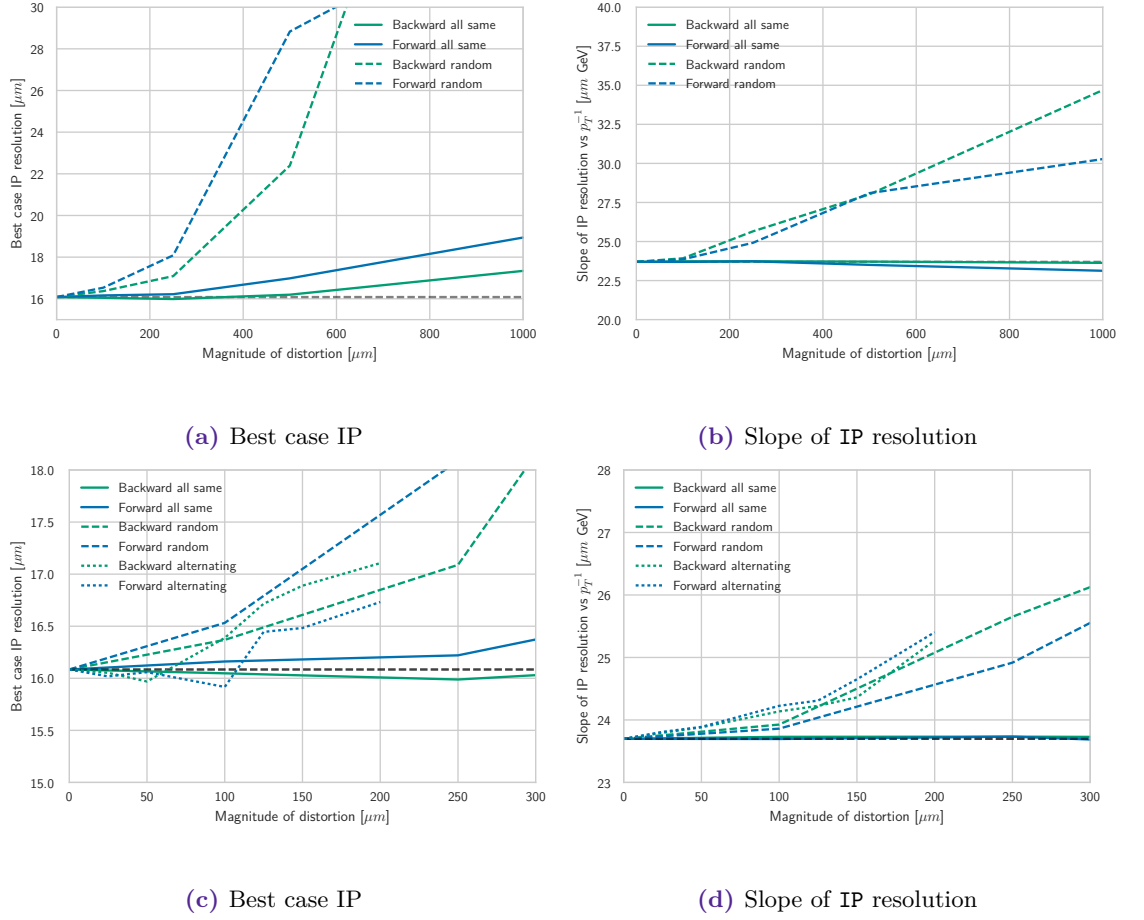 30
28
26
24
22
20
18
16
0
200
400
600
800
1000
Best case IP resolution [μm]
Magnitude of distortion [μm]
Backward all same
Forward all same
Backward random
Forward random
(a) Best case IP
40.0
37.5
35.0
32.5
30.0
27.5
25.0
22.5
20.0
0
200
400
600
800
1000
Slope of IP resolution vs p_T^{-1} [μm GeV]
Magnitude of distortion [μm]
Backward all same
Forward all same
Backward random
Forward random
(b) Slope of IP resolution
18.0
17.5
17.0
16.5
16.0
15.5
15.0
0
50
100
150
200
250
300
Best case IP resolution [μm]
Magnitude of distortion [μm]
Backward all same
Forward all same
Backward random
Forward random
Backward alternating
Forward alternating
(c) Best case IP
28
27
26
25
24
23
0
50
100
150
200
250
300
Slope of IP resolution vs p_T^{-1} [μm GeV]
Magnitude of distortion [μm]
Backward all same
Forward all same
Backward random
Forward random
Backward alternating
Forward alternating
(d) Slope of IP resolution